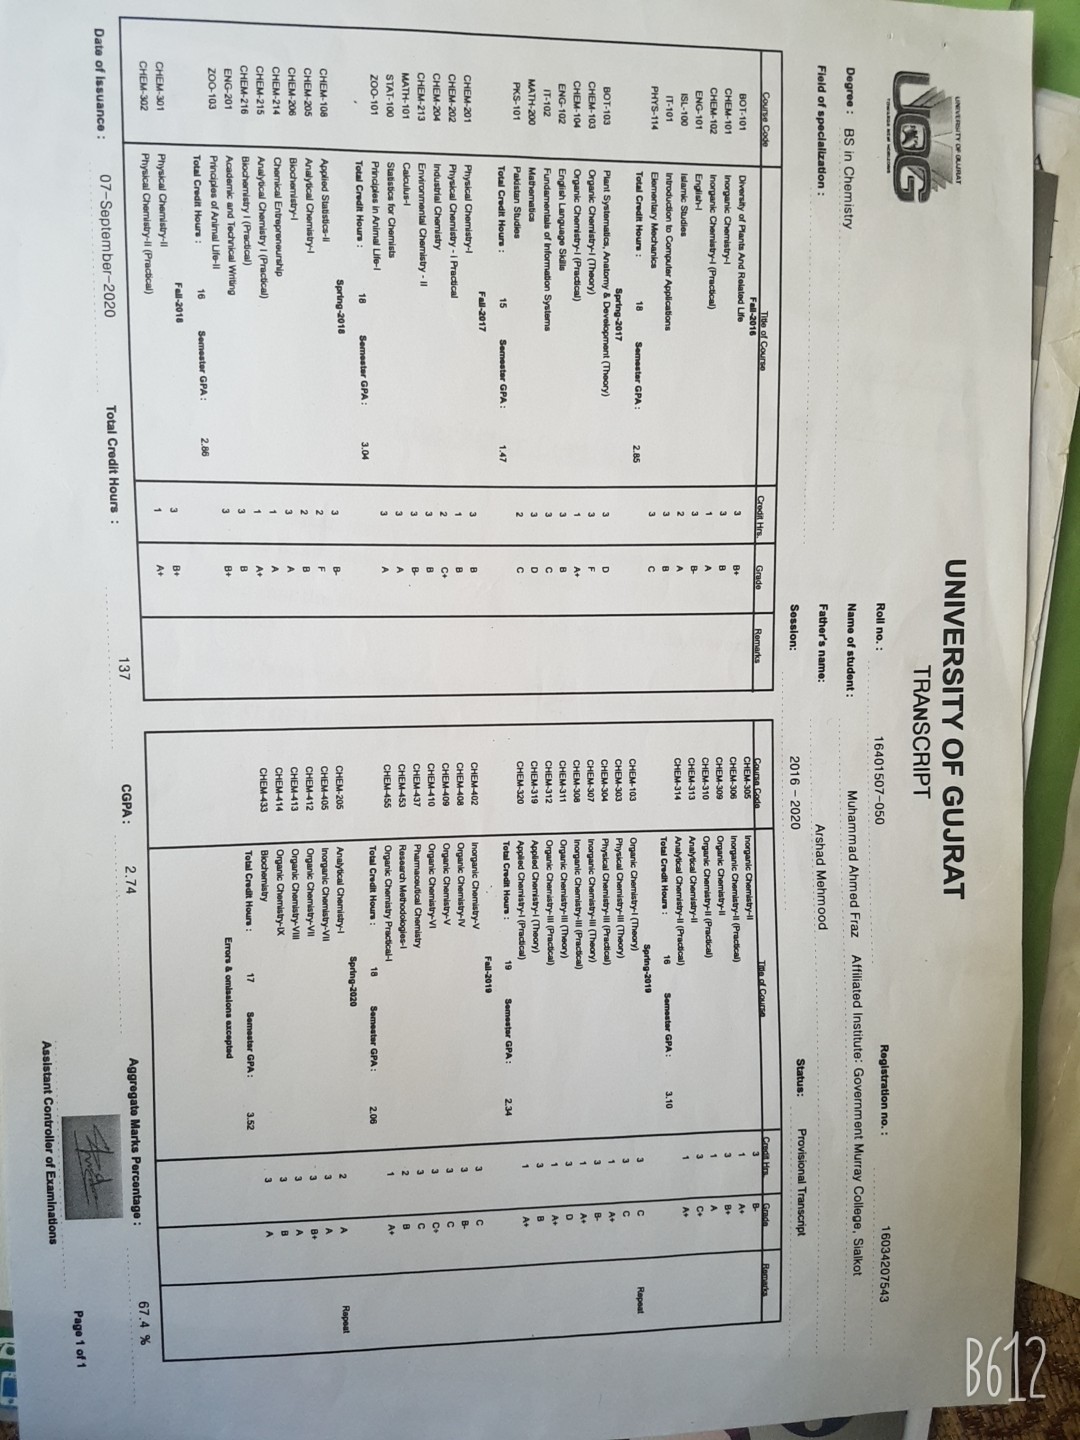 UNIVERSITY OF GUJRAT
UOG
TOWARDS NEW HORIZONS
UNIVERSITY OF GUJRAT
TRANSCRIPT
Roll no. : 16401507-050 Registration no. : 16034207543
Degree : BS in Chemistry Name of student : Muhammad Ahmed Fraz Affiliated Institute: Government Murray College, Sialkot
Field of specialization : Father's name: Arshad Mehmood
Session: 2016 - 2020 Status: Provisional Transcript
Course Code Title of Course Credit Hrs. Grade Remarks
Fall-2016
BOT-101 Diversity of Plants And Related Life 3 B+
CHEM-101 Inorganic Chemistry-I 3 B
CHEM-102 Inorganic Chemistry-I (Practical) 1 A
ENG-101 English-I 3 B-
ISL-100 Islamic Studies 2 A
IT-101 Introduction to Computer Applications 3 B
PHYS-114 Elementary Mechanics 3 C
Total Credit Hours : 18 Semester GPA : 2.85
Spring-2017
BOT-103 Plant Systematics, Anatomy & Development (Theory) 3 D
CHEM-103 Organic Chemistry-I (Theory) 3 F
CHEM-104 Organic Chemistry-I (Practical) 1 A+
ENG-102 English Language Skills 3 B
IT-102 Fundamentals of Information Systems 3 C
MATH-200 Mathematics 3 D
PKS-101 Pakistan Studies 2 C
Total Credit Hours : 15 Semester GPA : 1.47
Fall-2017
CHEM-201 Physical Chemistry-I 3 B
CHEM-202 Physical Chemistry - I Practical 1 B
CHEM-204 Industrial Chemistry 2 C+
CHEM-213 Environmental Chemistry - II 3 B
MATH-101 Calculus-I 3 B-
STAT-100 Statistics for Chemists 3 A
ZOO-101 Principles in Animal Life-I 3 A
Total Credit Hours : 18 Semester GPA : 3.04
Spring-2018
CHEM-108 Applied Statistics-II 3 B-
CHEM-205 Analytical Chemistry-I 2 F
CHEM-206 Biochemistry-I 2 B
CHEM-214 Chemical Entrepreneurship 3 A
CHEM-215 Analytical Chemistry I (Practical) 1 A
CHEM-216 Biochemistry I (Practical) 1 A+
ENG-201 Academic and Technical Writing 3 B
ZOO-103 Principles of Animal Life-II 3 B+
Total Credit Hours : 16 Semester GPA : 2.86
Fall-2018
CHEM-301 Physical Chemistry-II 3 B+
CHEM-302 Physical Chemistry-II (Practical) 1 A+
Course Code Title of Course Credit Hrs. Grade Remarks
CHEM-305 Inorganic Chemistry-II 3 B-
CHEM-306 Inorganic Chemistry-II (Practical) 1 A+
CHEM-309 Organic Chemistry-II 3 B+
CHEM-310 Organic Chemistry-II (Practical) 1 A
CHEM-313 Analytical Chemistry-II 3 C+
CHEM-314 Analytical Chemistry-II (Practical) 1 A+
Total Credit Hours : 16 Semester GPA : 3.10
Spring-2019
CHEM-103 Organic Chemistry-I (Theory) 3 C Repeat
CHEM-303 Physical Chemistry-III (Theory) 3 C
CHEM-304 Physical Chemistry-III (Practical) 1 A+
CHEM-307 Inorganic Chemistry-III (Theory) 3 B-
CHEM-308 Inorganic Chemistry-III (Practical) 1 A+
CHEM-311 Organic Chemistry-III (Theory) 3 D
CHEM-312 Organic Chemistry-III (Practical) 1 A+
CHEM-319 Applied Chemistry-I (Theory) 3 B
CHEM-320 Applied Chemistry-I (Practical) 1 A+
Total Credit Hours : 19 Semester GPA : 2.34
Fall-2019
CHEM-402 Inorganic Chemistry-V 3 C
CHEM-408 Organic Chemistry-IV 3 B-
CHEM-409 Organic Chemistry-V 3 C
CHEM-410 Organic Chemistry-VI 3 C+
CHEM-437 Pharmaceutical Chemistry 3 C
CHEM-453 Research Methodologies-I 2 B
CHEM-455 Organic Chemistry Practical-I 1 A+
Total Credit Hours : 18 Semester GPA : 2.06
Spring-2020
CHEM-205 Analytical Chemistry-I 2 A Repeat
CHEM-405 Inorganic Chemistry-VII 3 A
CHEM-412 Organic Chemistry-VII 3 B+
CHEM-413 Organic Chemistry-VIII 3 A
CHEM-414 Organic Chemistry-IX 3 B
CHEM-433 Biochemistry 3 A
Total Credit Hours : 17 Semester GPA : 3.52
Errors & omissions excepted
Date of issuance : 07-September-2020 Total Credit Hours : 137 CGPA : 2.74 Aggregate Marks Percentage : 67.4 %
Assistant Controller of Examinations
Page 1 of 1
B612